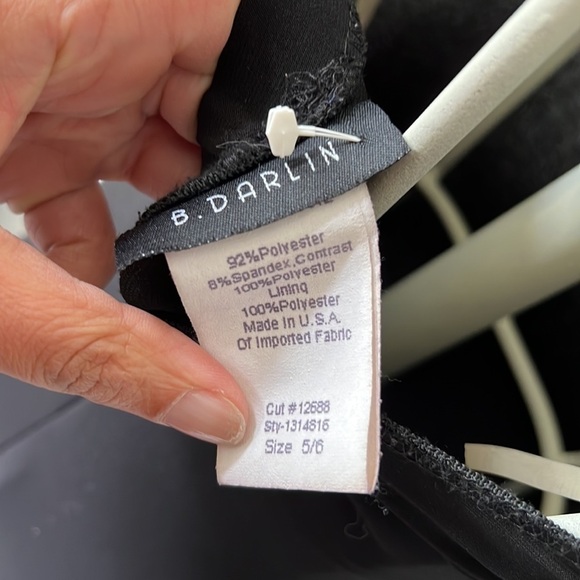 B. DARLIN
92%Polyester
8%Spandex.Contrast
100%Polyester
Lining
100%Polyester
Made In U.S.A.
Of Imported Fabric
Cut #12688
Sty-1314816
Size 5/6